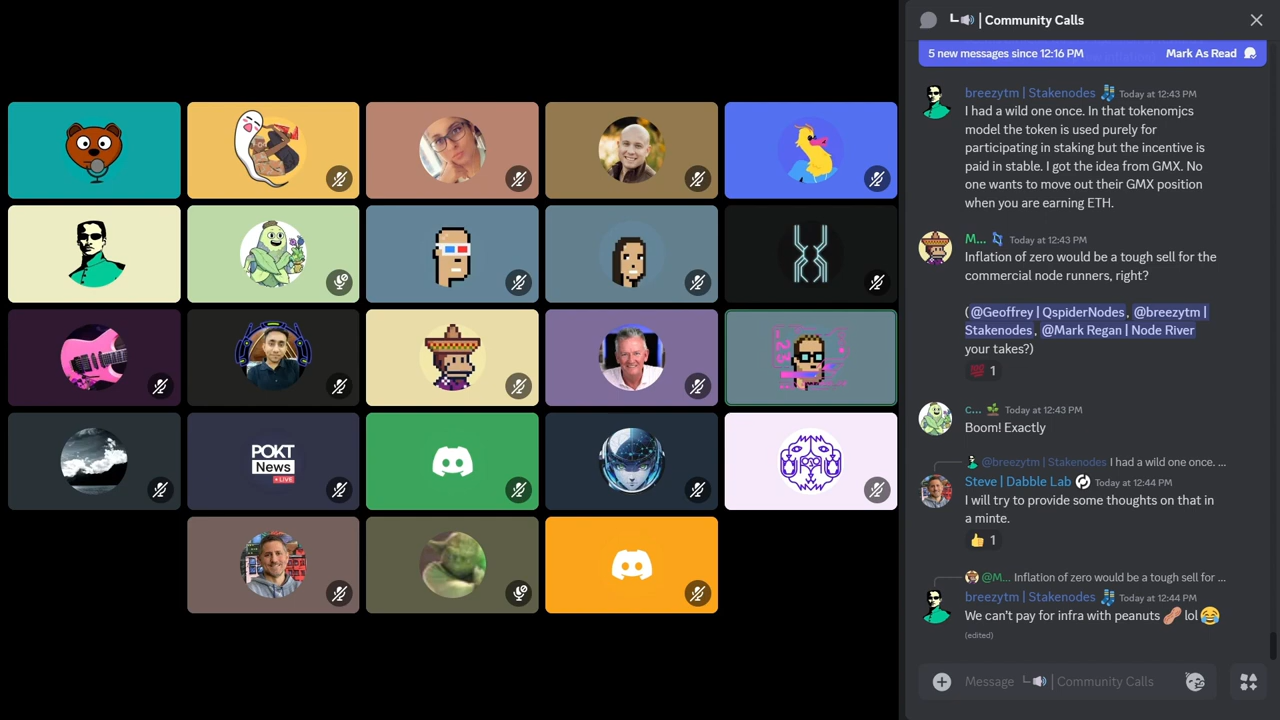 POKT
News
LIVE
Community Calls
5 new messages since 12:16 PM
Mark As Read
breezytm | Stakenodes Today at 12:43 PM
I had a wild one once. In that tokenomjcs
model the token is used purely for
participating in staking but the incentive is
paid in stable. I got the idea from GMX. No
one wants to move out their GMX position
when you are earning ETH.
M... Today at 12:43 PM
Inflation of zero would be a tough sell for the
commercial node runners, right?
(@Geoffrey | QspiderNodes, @breezytm |
Stakenodes, @Mark Regan | Node River
your takes?)
💯 1
c... Today at 12:43 PM
Boom! Exactly
@breezytm | Stakenodes I had a wild one once. ...
Steve | Dabble Lab Today at 12:44 PM
I will try to provide some thoughts on that in
a minte.
👍 1
@M... Inflation of zero would be a tough sell for ...
breezytm | Stakenodes Today at 12:44 PM
We can't pay for infra with peanuts 🥜 lol 😂
(edited)
Message └🔊 | Community Calls